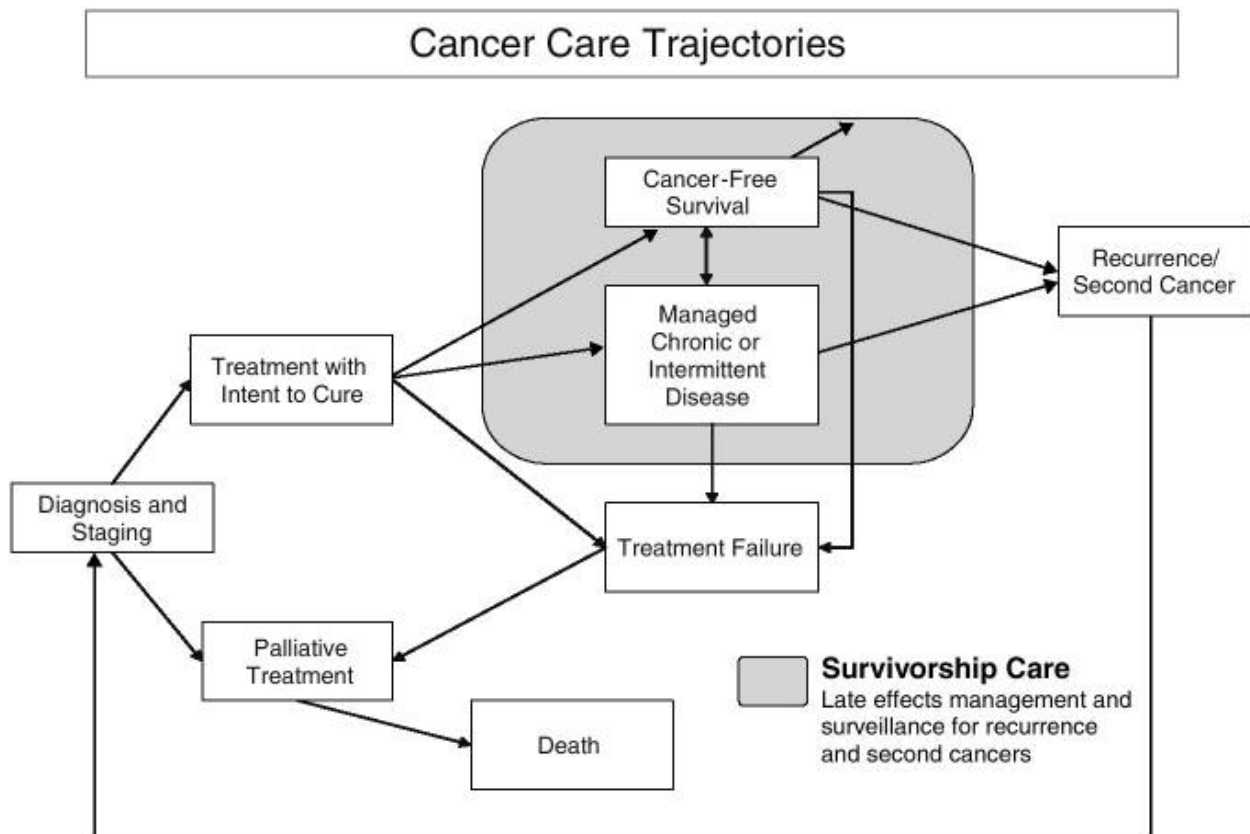 Cancer Care Trajectories
Cancer-Free
Survival
Recurrence/
Second Cancer
Managed
Chronic or
Intermittent
Disease
Treatment with
Intent to Cure
Diagnosis and
Staging
Treatment Failure
Palliative
Treatment
Death
Survivorship Care
Late effects management and
surveillance for recurrence
and second cancers